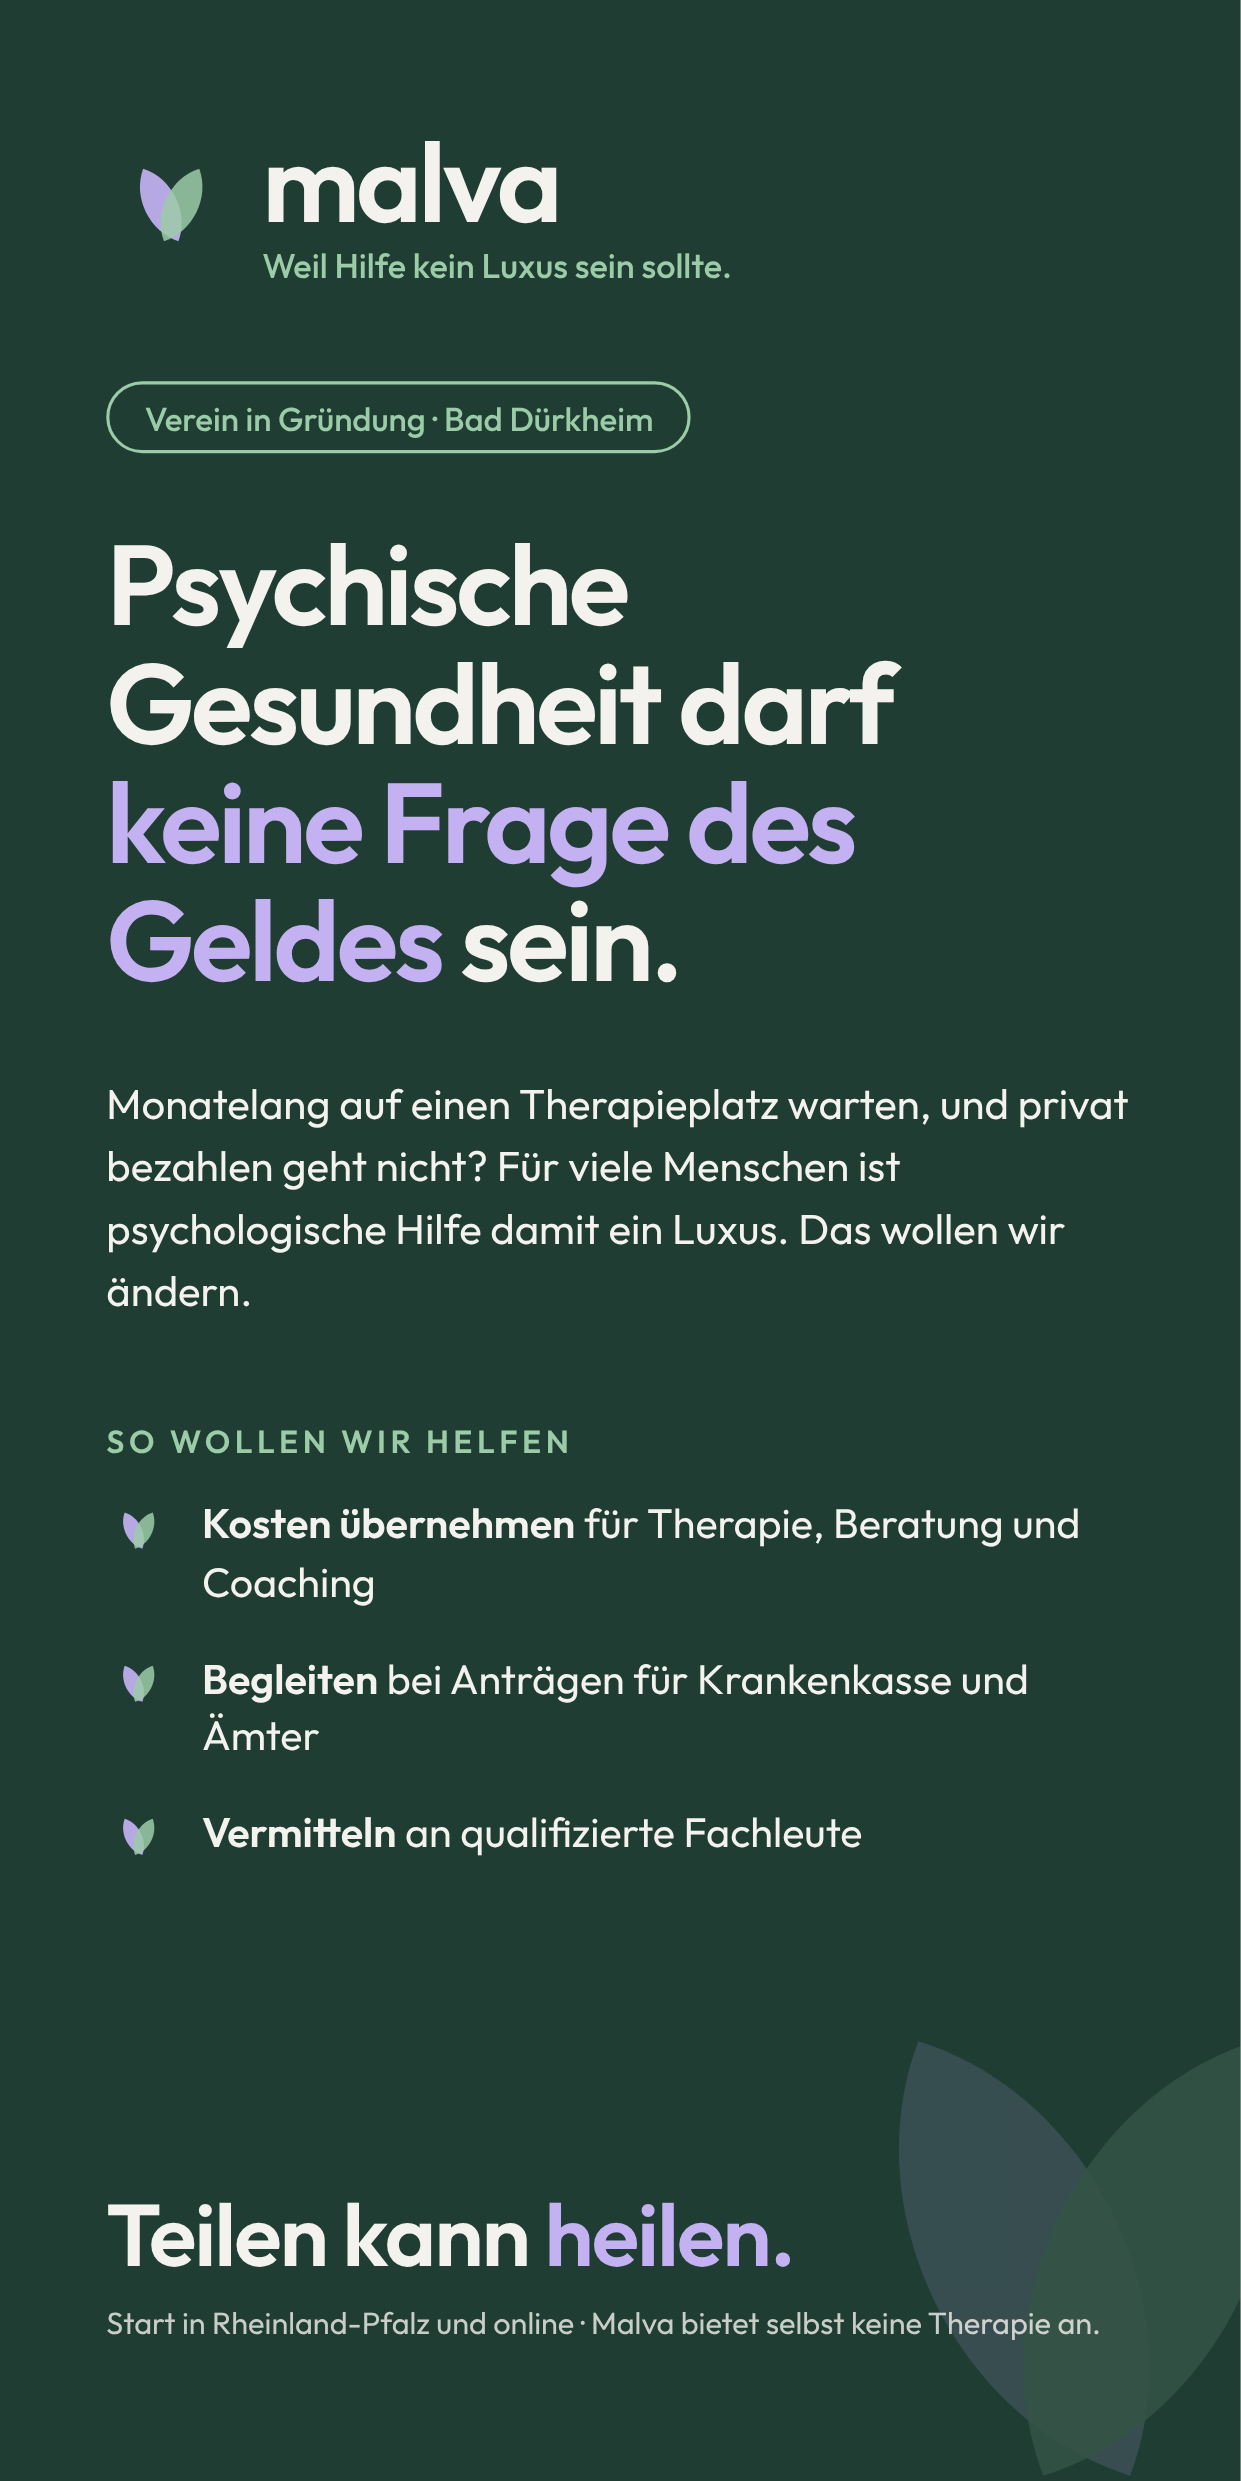 malva
Weil Hilfe kein Luxus sein sollte.
Verein in Gründung · Bad Dürkheim
Psychische
Gesundheit darf
keine Frage des
Geldes sein.
Monatelang auf einen Therapieplatz warten, und privat
bezahlen geht nicht? Für viele Menschen ist
psychologische Hilfe damit ein Luxus. Das wollen wir
ändern.
SO WOLLEN WIR HELFEN
Kosten übernehmen für Therapie, Beratung und
Coaching
Begleiten bei Anträgen für Krankenkasse und
Ämter
Vermitteln an qualifizierte Fachleute
Teilen kann heilen.
Start in Rheinland-Pfalz und online · Malva bietet selbst keine Therapie an.